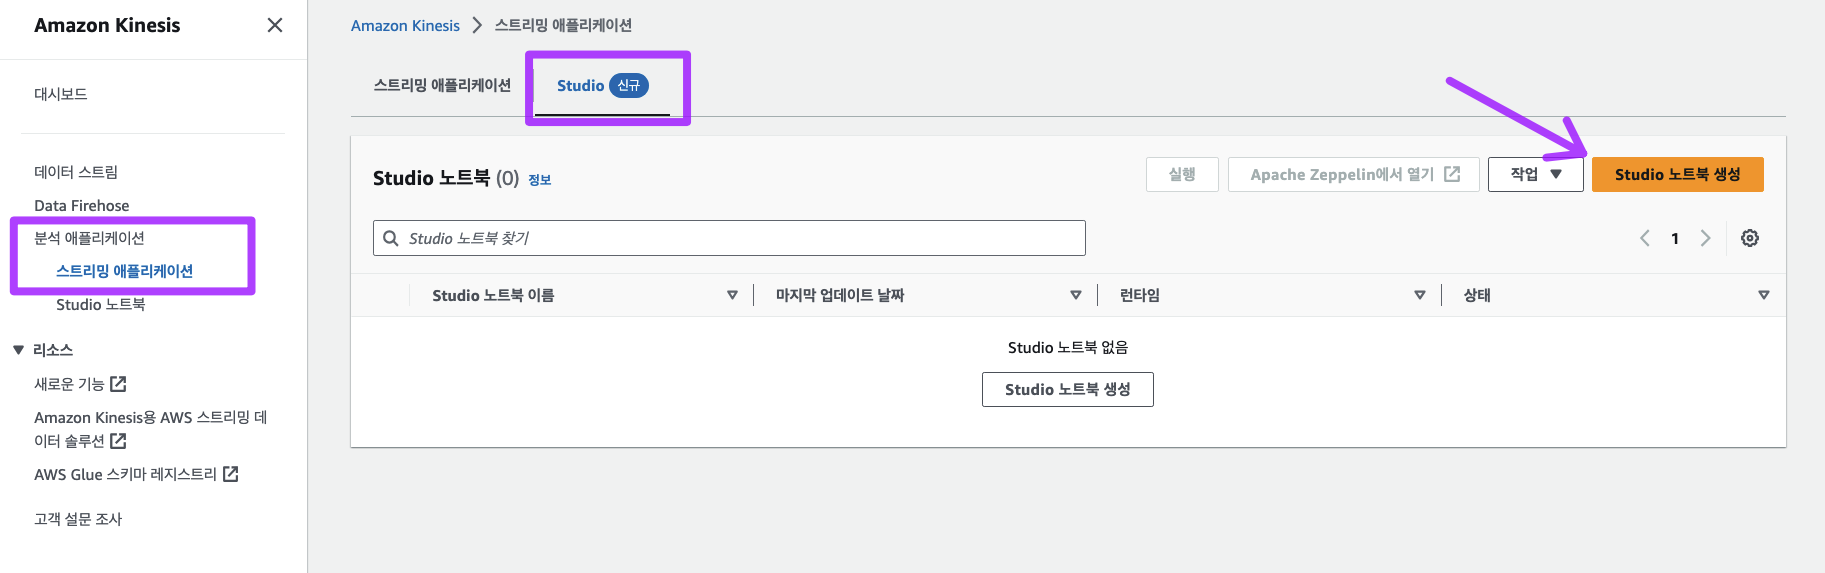 Amazon Kinesis
대시보드
데이터 스트림
Data Firehose
분석 애플리케이션
스트리밍 애플리케이션
Studio 노트북
리소스
새로운 기능
Amazon Kinesis용 AWS 스트리밍 데
이터 솔루션
AWS Glue 스키마 레지스트리
고객 설문 조사
Amazon Kinesis > 스트리밍 애플리케이션
스트리밍 애플리케이션 Studio 신규
Studio 노트북 (0) 정보 실행 Apache Zeppelin에서 열기 작업 Studio 노트북 생성
Studio 노트북 찾기 1
Studio 노트북 이름 마지막 업데이트 날짜 런타임 상태
Studio 노트북 없음
Studio 노트북 생성